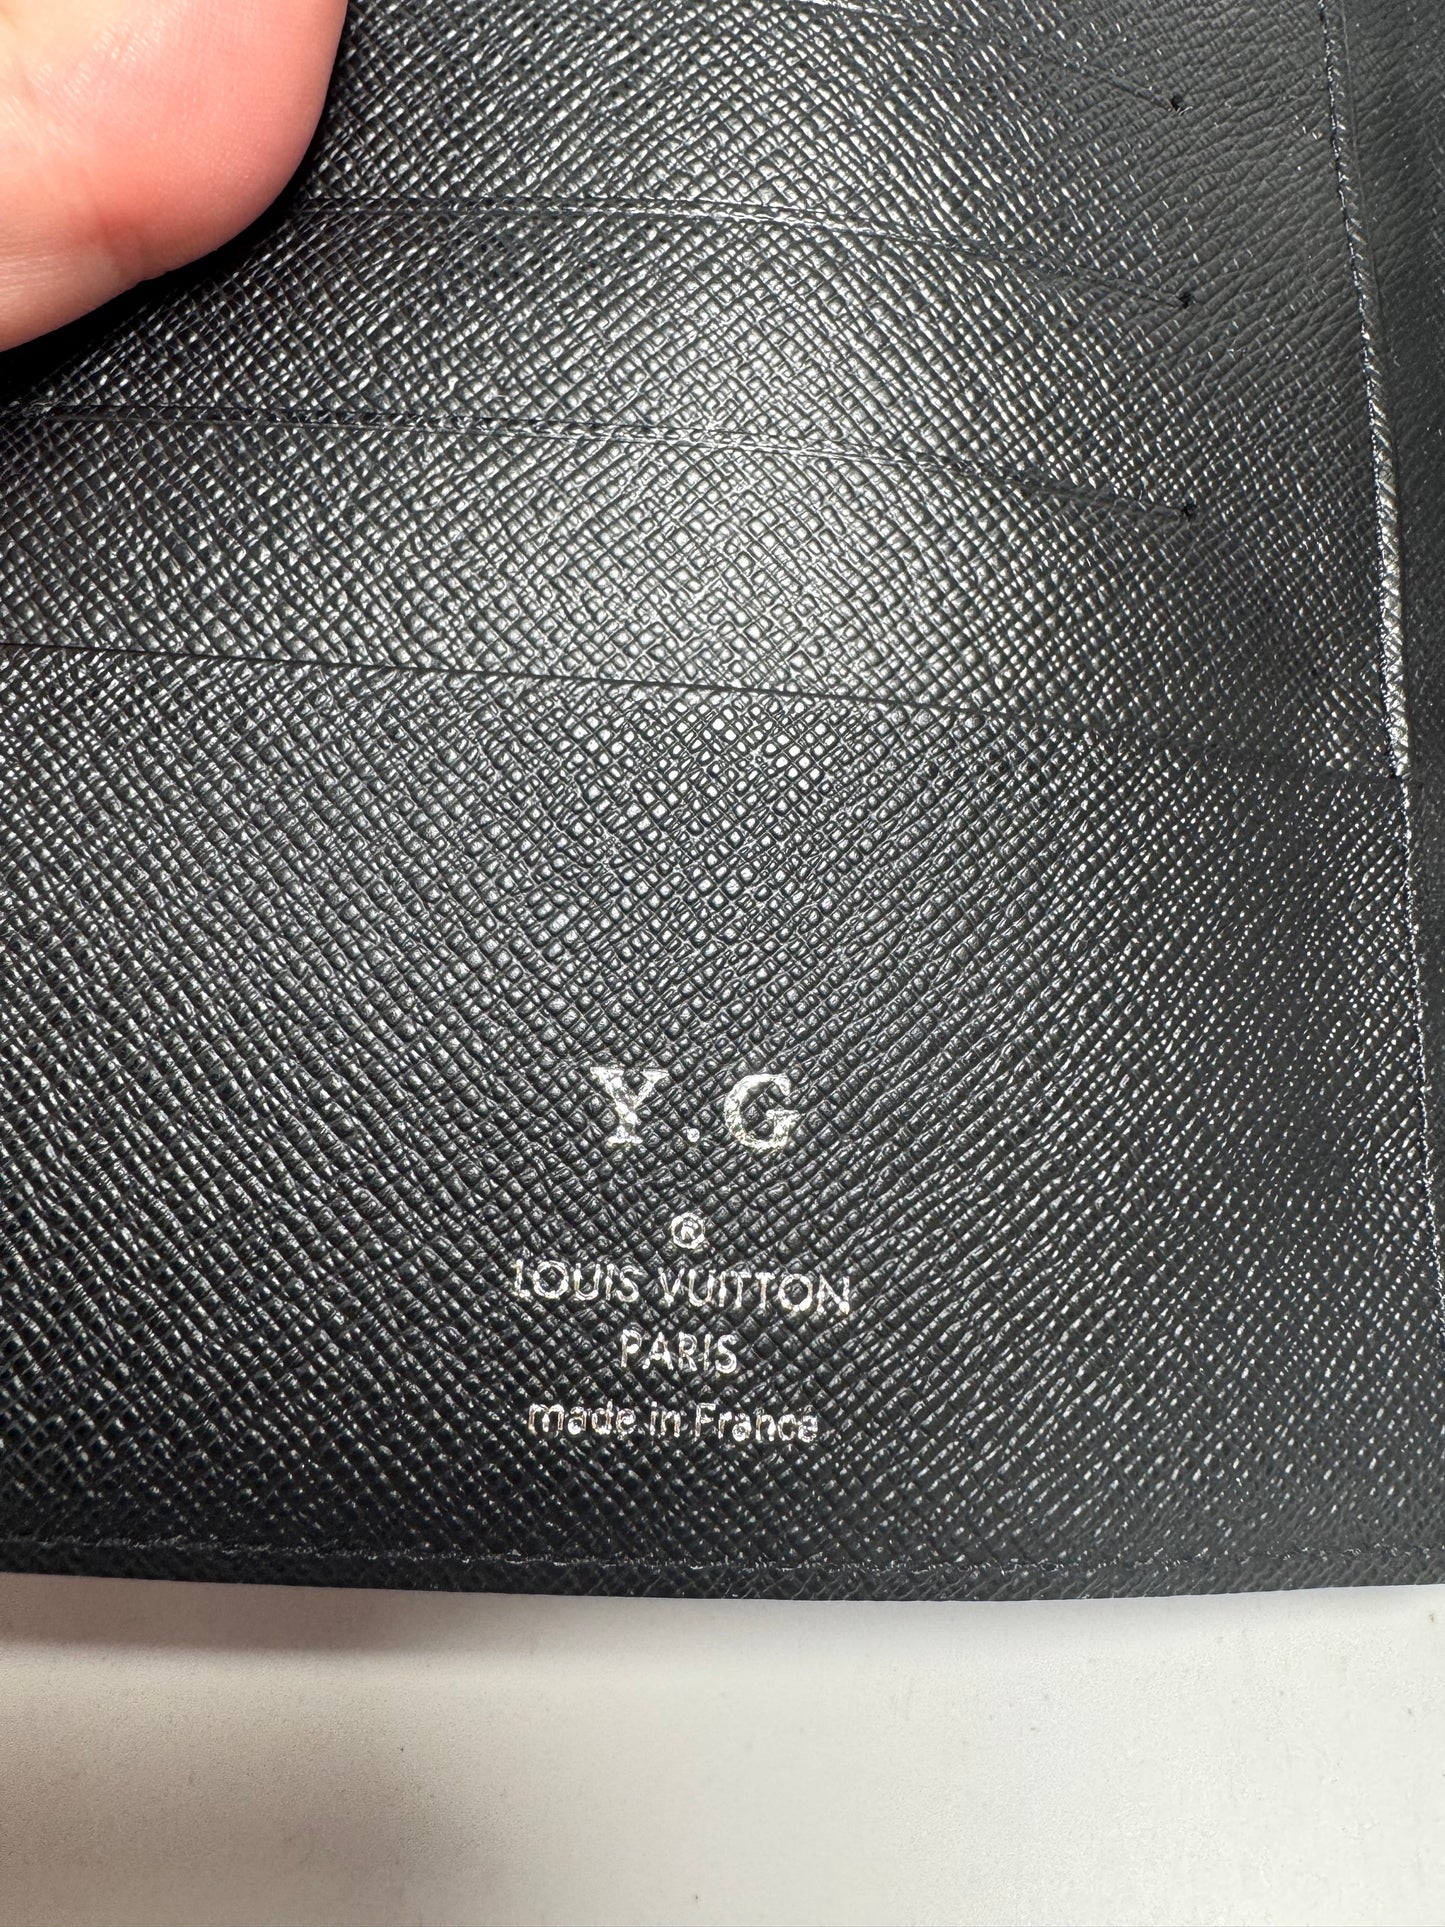 Y.G
®
LOUIS VUITTON
PARIS
made in France